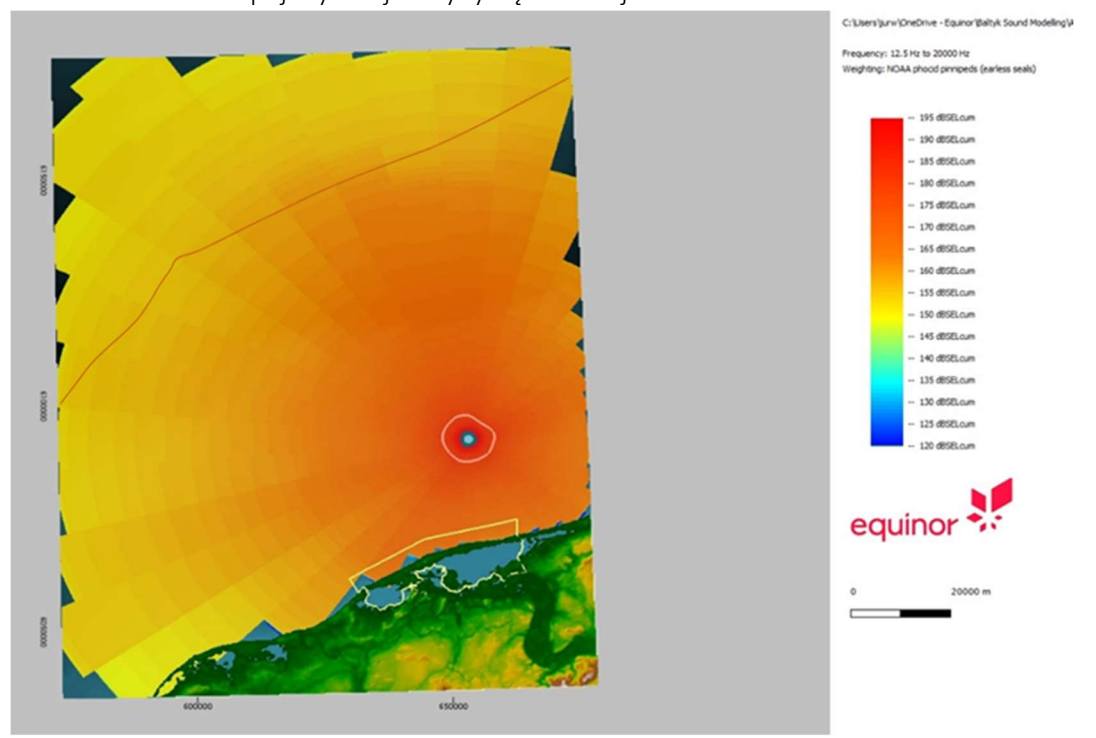 C:\Users\jurw\OneDrive - Equinor\Baltyk Sound Modelling\A
Frequency: 12.5 Hz to 20000 Hz
Weighting: NOAA phocid pinnipeds (earless seals)
195 dBSELcum
190 dBSELcum
185 dBSELcum
180 dBSELcum
175 dBSELcum
170 dBSELcum
165 dBSELcum
160 dBSELcum
155 dBSELcum
150 dBSELcum
145 dBSELcum
140 dBSELcum
135 dBSELcum
130 dBSELcum
125 dBSELcum
120 dBSELcum
equinor
0 20000 m
6150000
6100000
6050000
600000 650000